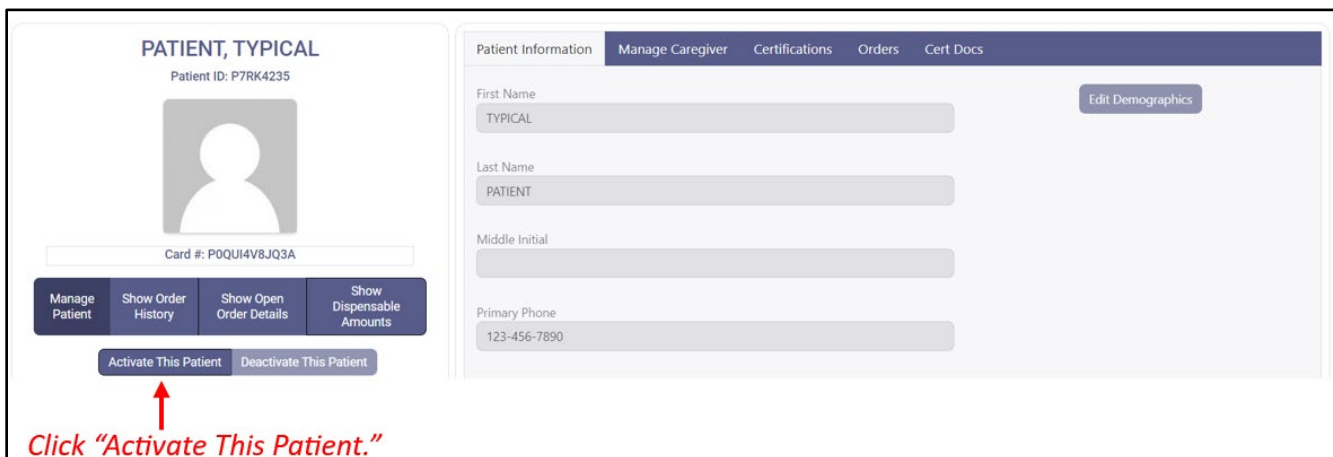 PATIENT, TYPICAL
Patient ID: P7RK4235
Card #: P0QUI4V8JQ3A
Manage
Patient
Show Order
History
Show Open
Order Details
Show
Dispensable
Amounts
Activate This Patient
Deactivate This Patient
Click “Activate This Patient.”
Patient Information
Manage Caregiver
Certifications
Orders
Cert Docs
First Name
TYPICAL
Edit Demographics
Last Name
PATIENT
Middle Initial
Primary Phone
123-456-7890